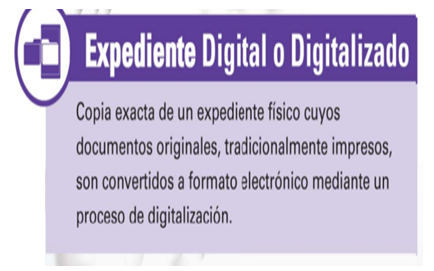 Expediente Digital o Digitalizado
Copia exacta de un expediente físico cuyos
documentos originales, tradicionalmente impresos,
son convertidos a formato electrónico mediante un
proceso de digitalización.